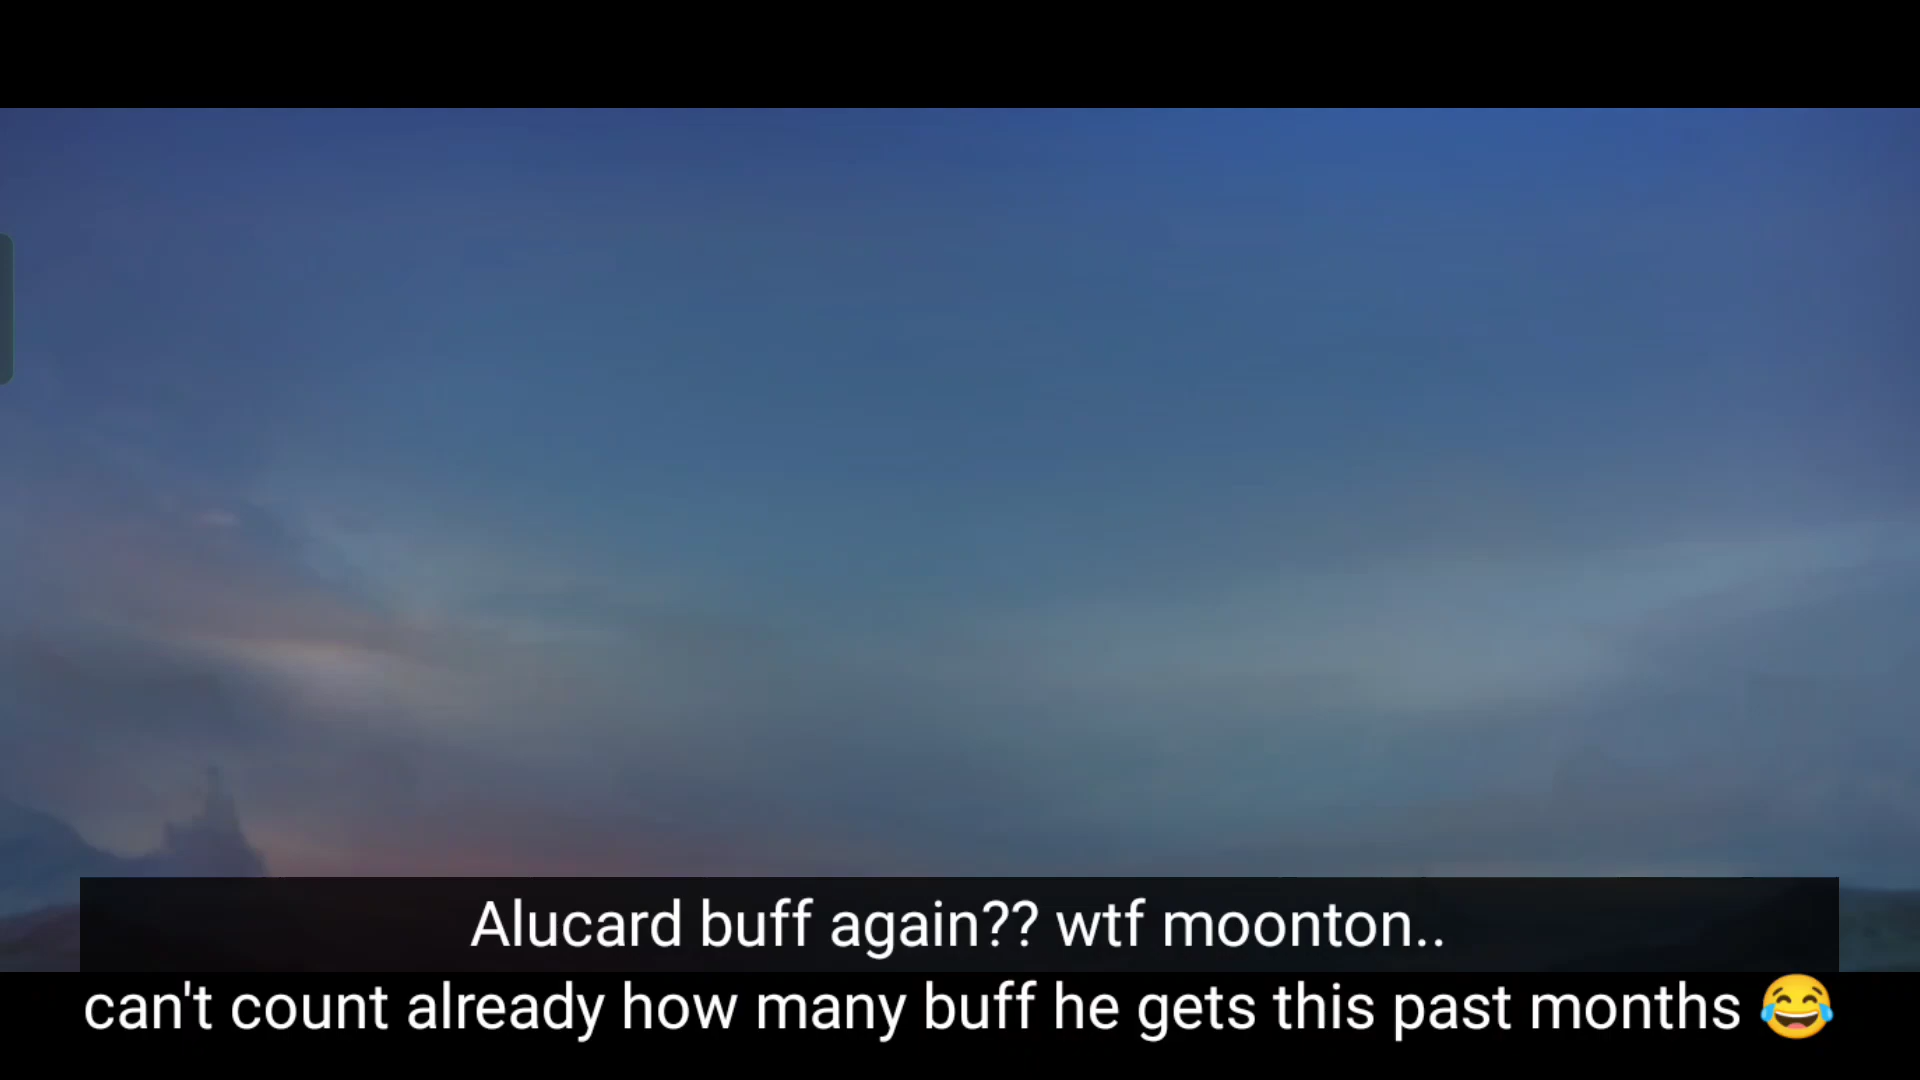 Alucard buff again?? wtf moonton..
can't count already how many buff he gets this past months 😂